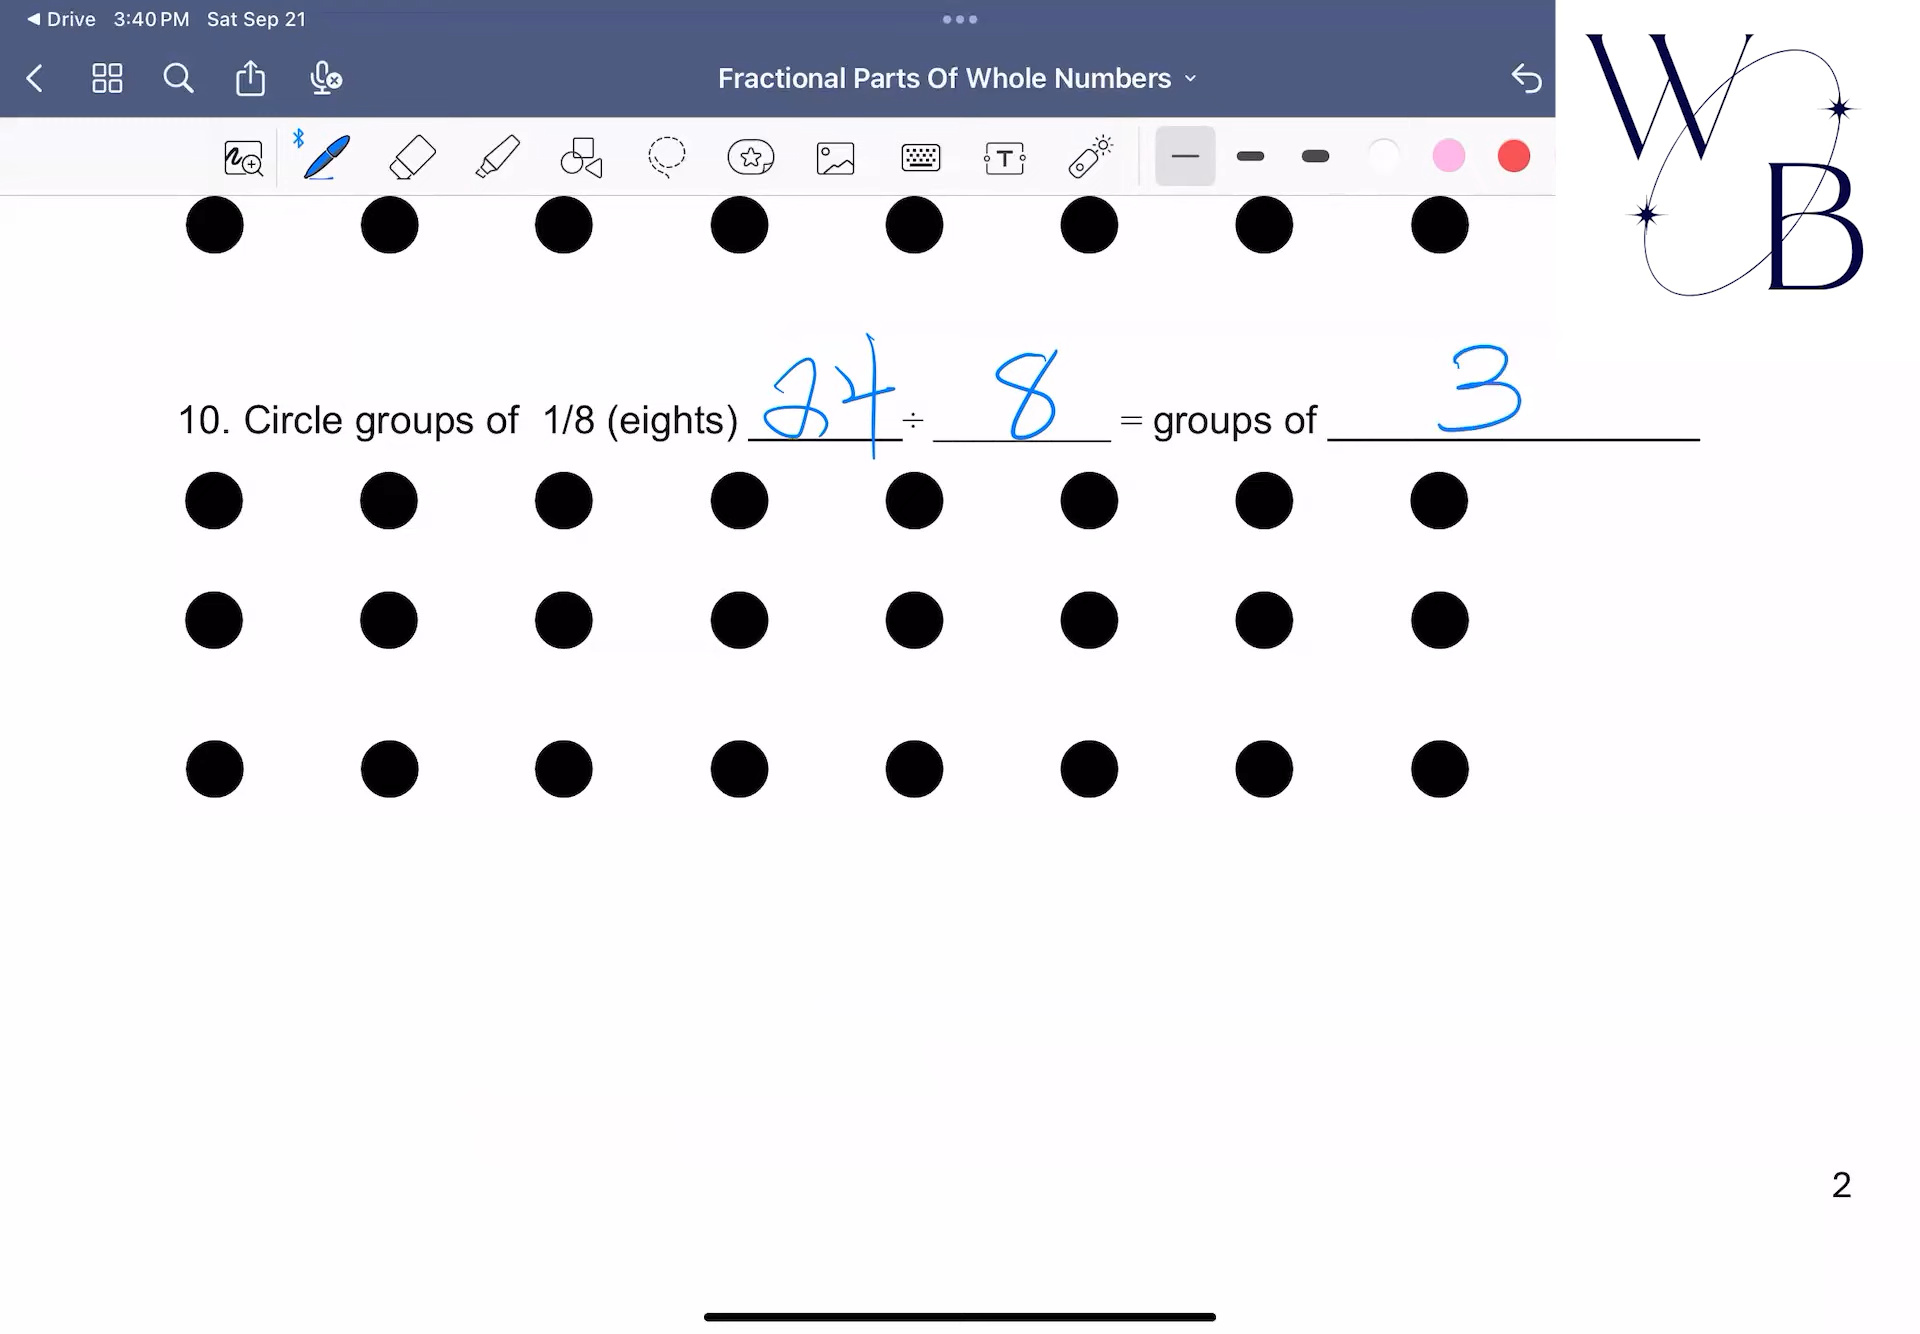 Drive 3:40 PM Sat Sep 21
Fractional Parts Of Whole Numbers
T
W
B
10. Circle groups of 1/8 (eights) 24 ÷ 8 = groups of 3
2